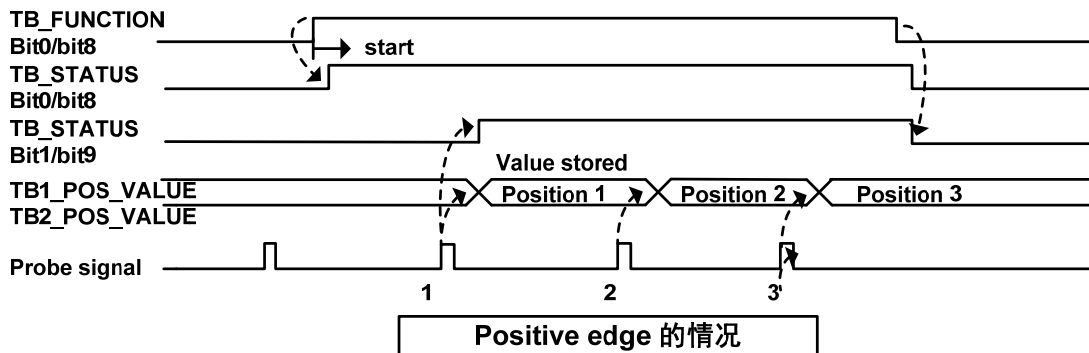 TB_FUNCTION
Bit0/bit8
start
TB_STATUS
Bit0/bit8
TB_STATUS
Bit1/bit9
Value stored
TB1_POS_VALUE
Position 1
Position 2
Position 3
TB2_POS_VALUE
Probe signal
1
2
3
Positive edge 的情况